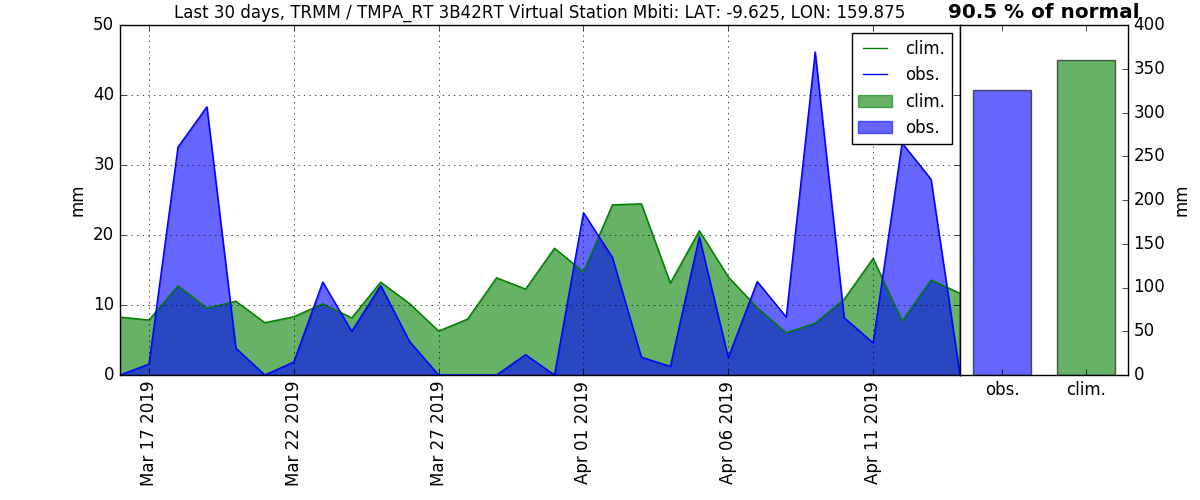 Last 30 days, TRMM / TMPA_RT 3B42RT Virtual Station Mbiti: LAT: -9.625, LON: 159.875
90.5 % of normal
50
40
30
20
10
0
mm
clim.
obs.
clim.
obs.
Mar 17 2019
Mar 22 2019
Mar 27 2019
Apr 01 2019
Apr 06 2019
Apr 11 2019
400
350
300
250
200
150
100
50
0
mm
obs.
clim.